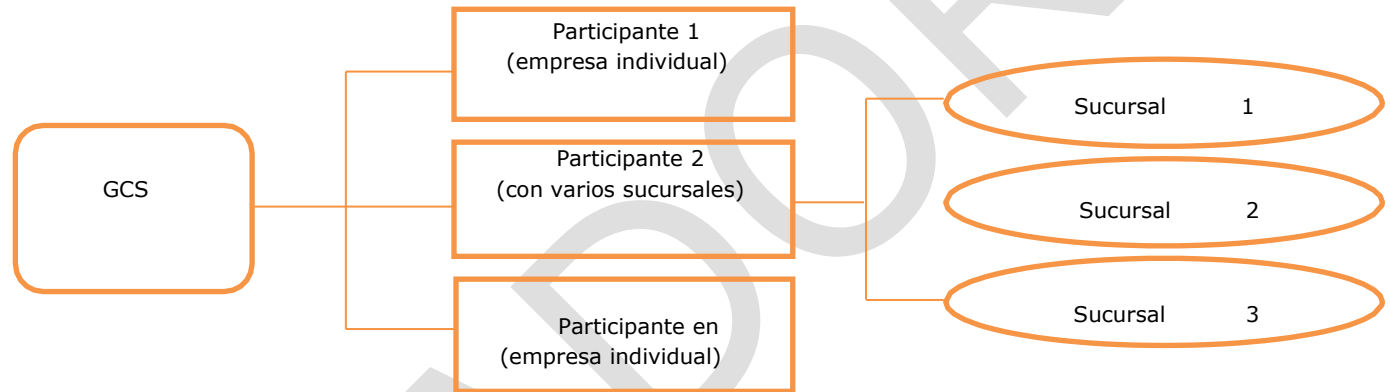 GCS
Participante 1
(empresa individual)
Participante 2
(con varios sucursales)
Participante en
(empresa individual)
Sucursal 1
Sucursal 2
Sucursal 3